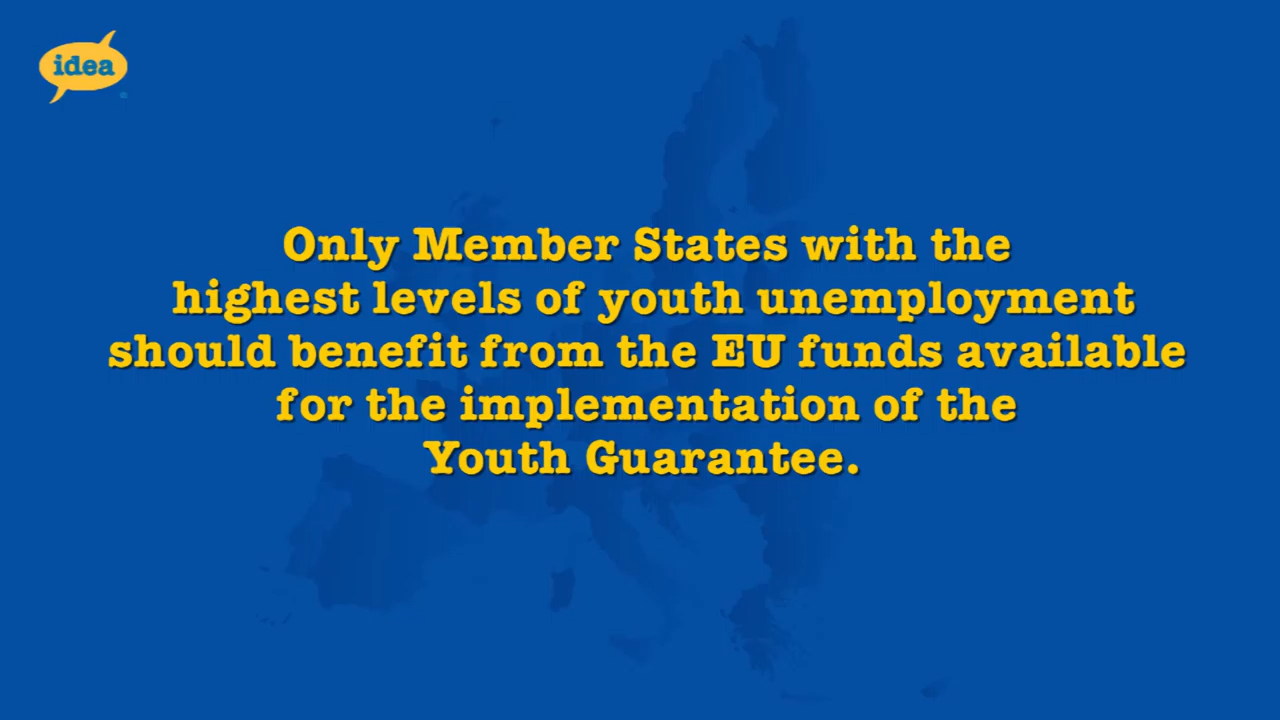 idea
Only Member States with the
highest levels of youth unemployment
should benefit from the EU funds available
for the implementation of the
Youth Guarantee.